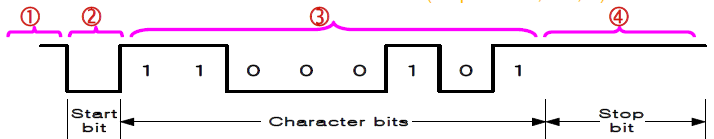 ① ② ③ ④
1 1 0 0 0 1 0 1
Start bit Character bits Stop bit